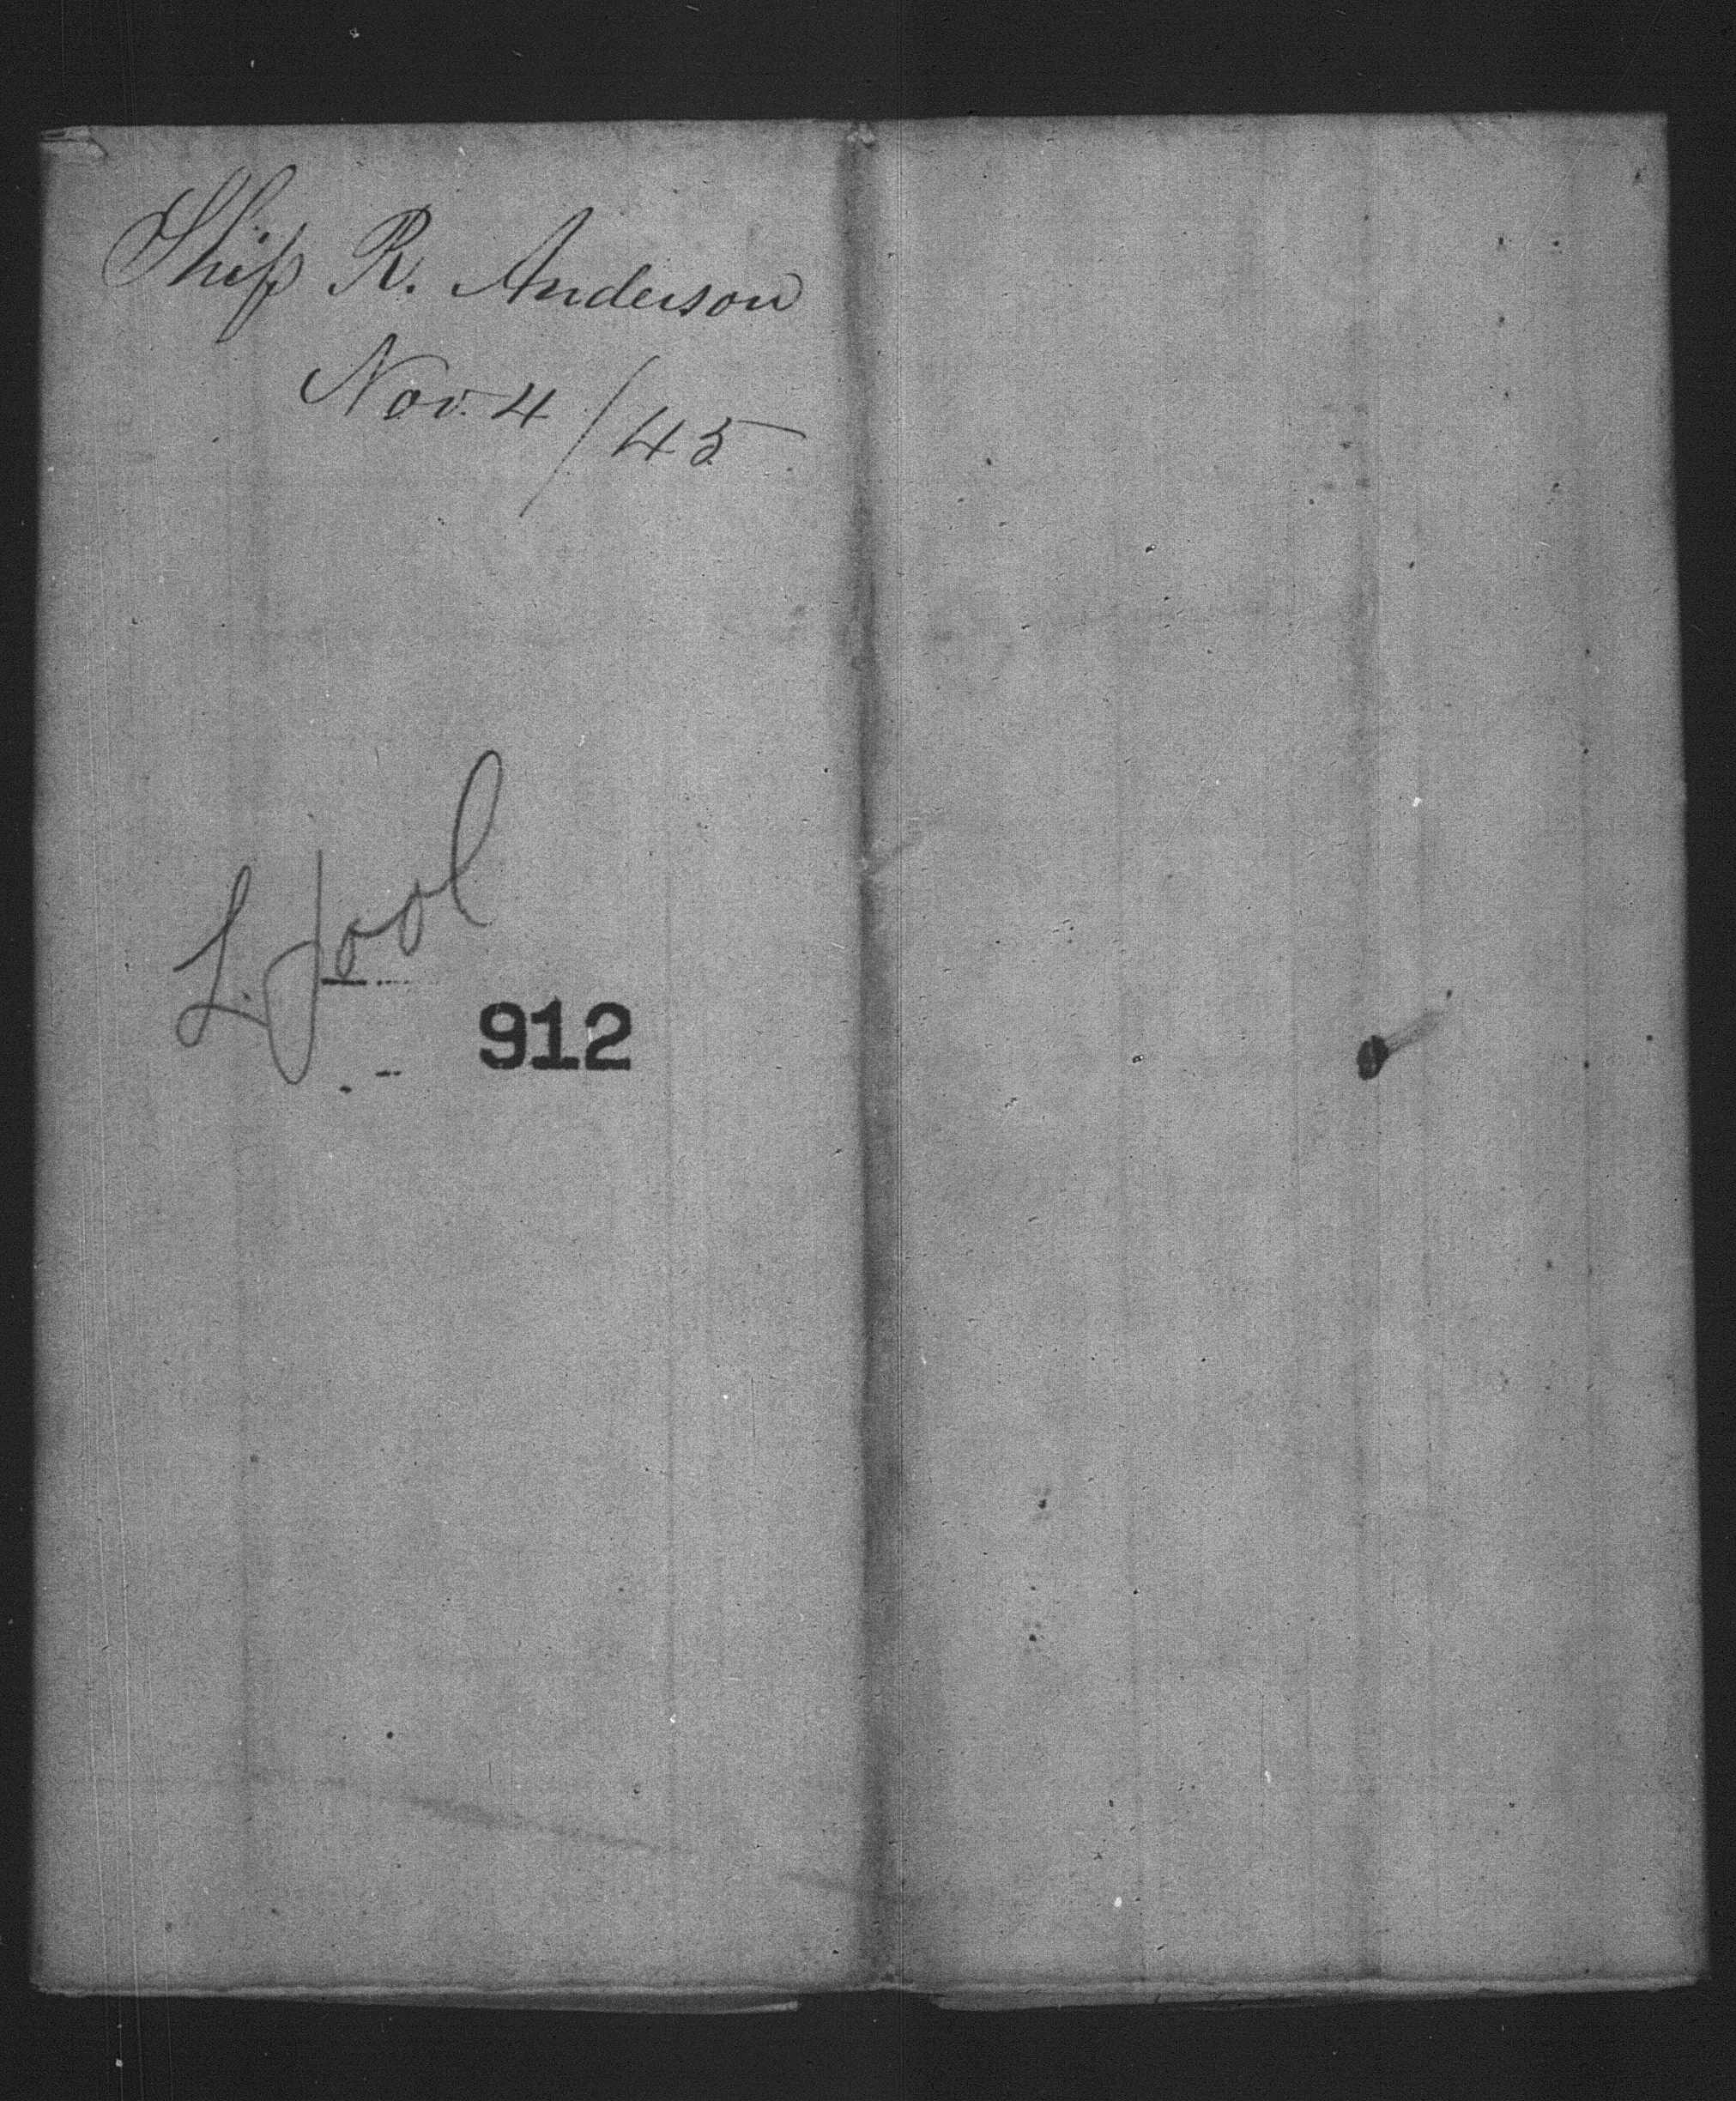 Ship R. Anderson
Nov. 4/45
L.pool
912